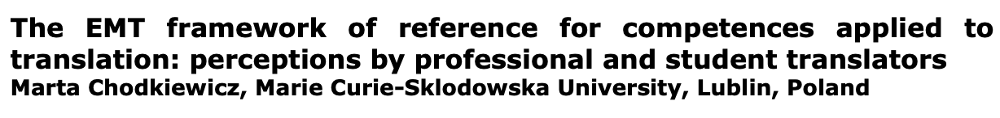 The EMT framework of reference for competences applied to
translation: perceptions by professional and student translators
Marta Chodkiewicz, Marie Curie-Sklodowska University, Lublin, Poland